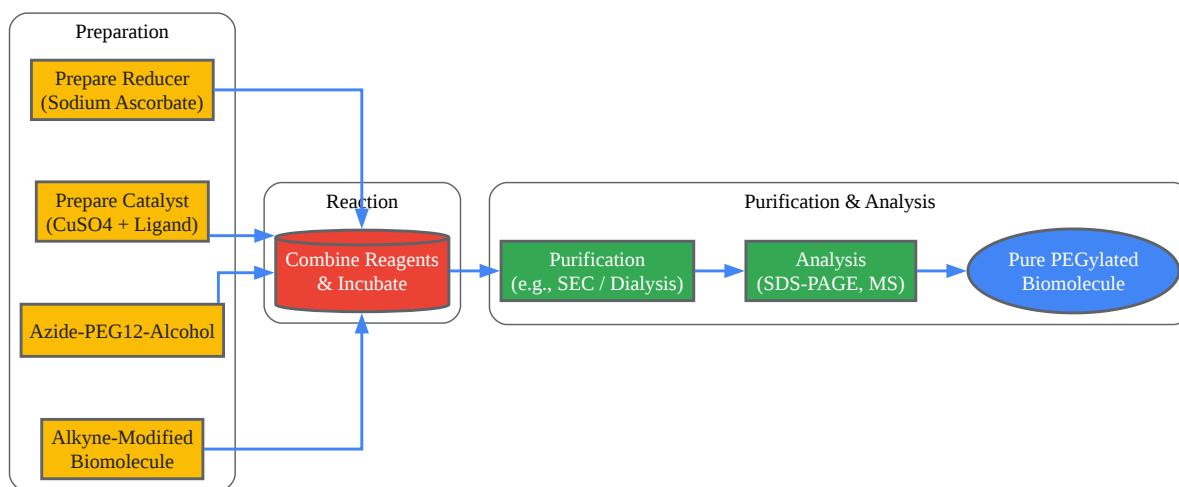 Preparation
Prepare Reducer
(Sodium Ascorbate)
Prepare Catalyst
(CuSO4 + Ligand)
Azide-PEG12-Alcohol
Alkyne-Modified
Biomolecule
Reaction
Combine Reagents
& Incubate
Purification & Analysis
Purification
(e.g., SEC / Dialysis)
Analysis
(SDS-PAGE, MS)
Pure PEGylated
Biomolecule